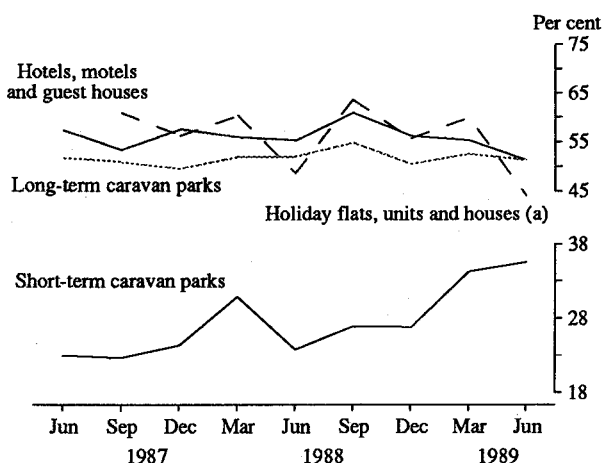 Per cent
75
Hotels, motels
and guest houses
65
55
Long-term caravan parks
45
Holiday flats, units and houses (a)
38
Short-term caravan parks
28
18
Jun Sep Dec Mar Jun Sep Dec Mar Jun
1987 1988 1989